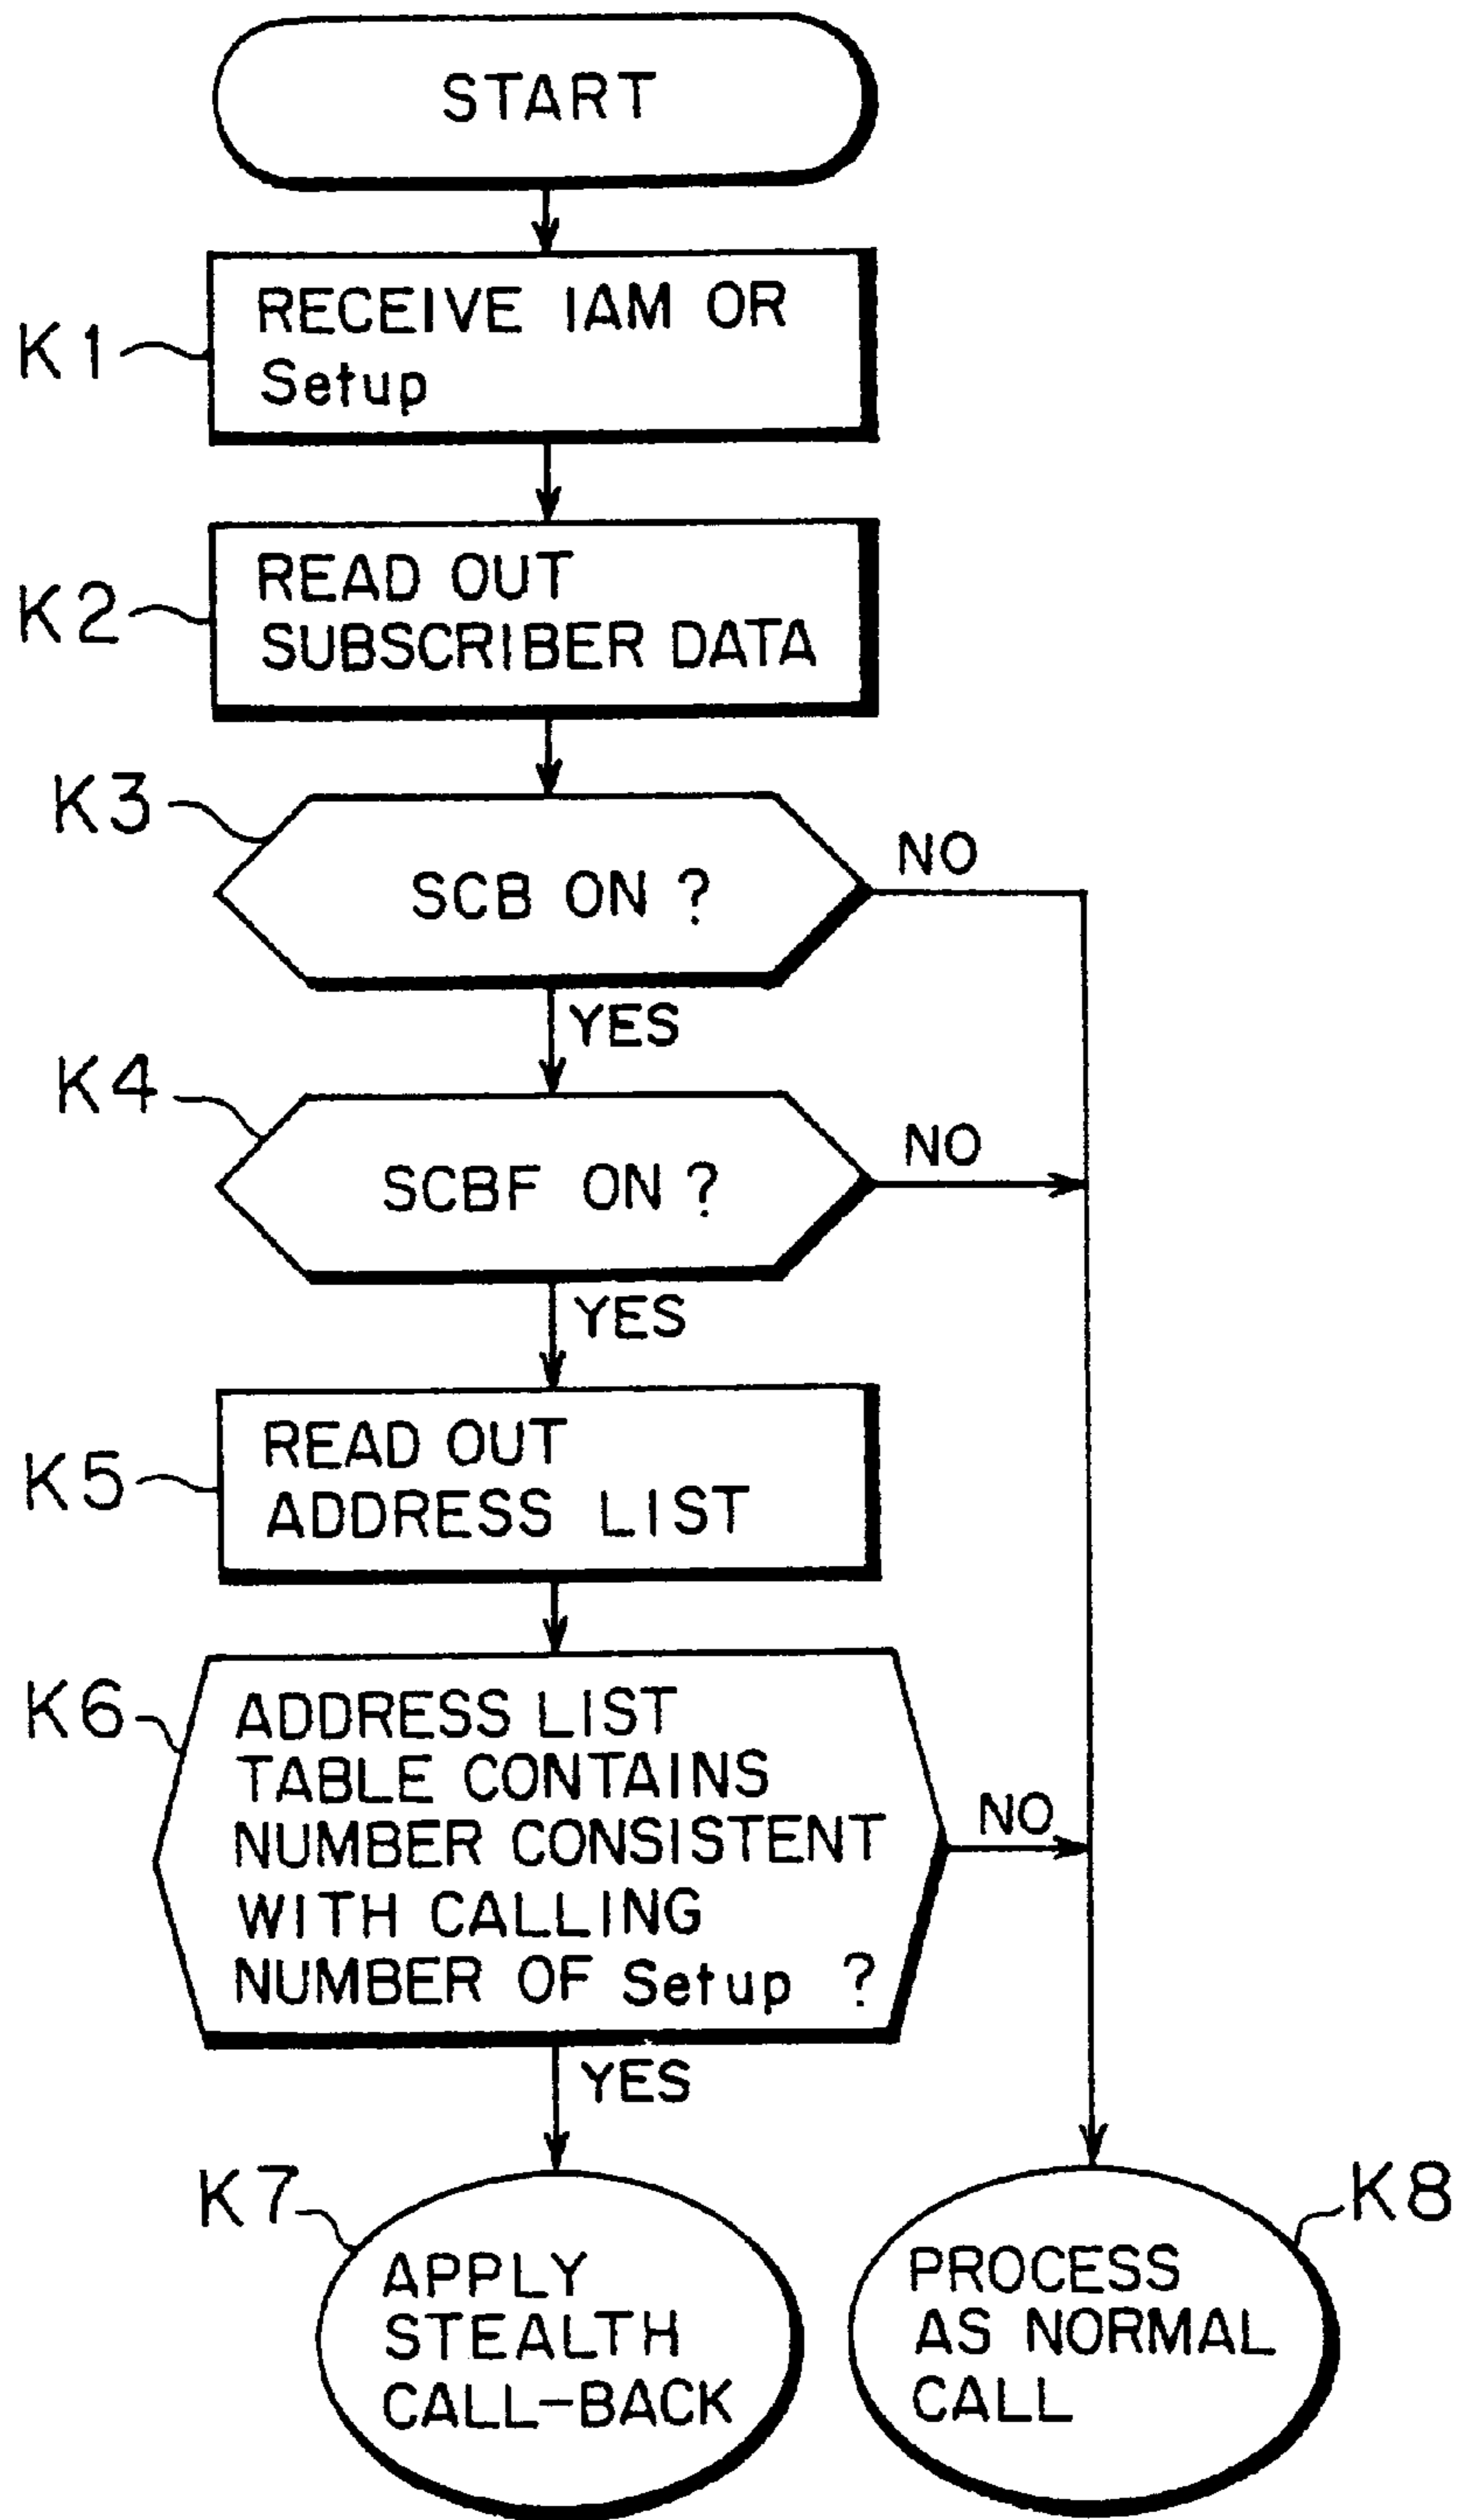 START
K1
RECEIVE IAM OR
Setup
K2
READ OUT
SUBSCRIBER DATA
K3
SCB ON ?
NO
YES
K4
SCBF ON ?
NO
YES
K5
READ OUT
ADDRESS LIST
K6
ADDRESS LIST
TABLE CONTAINS
NUMBER CONSISTENT
WITH CALLING
NUMBER OF Setup ?
NO
YES
K7
APPLY
STEALTH
CALL-BACK
K8
PROCESS
AS NORMAL
CALL